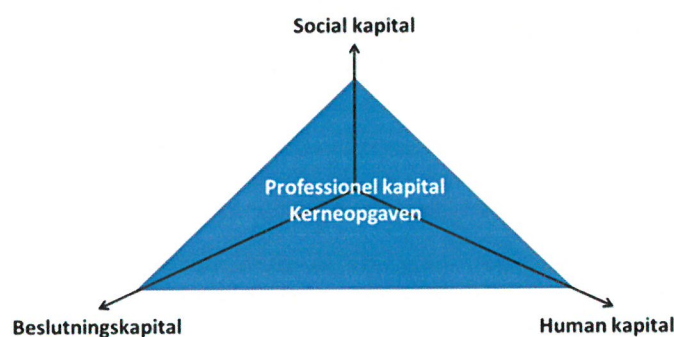 Social kapital
Professionel kapital
Kerneopgaven
Beslutningskapital
Human kapital